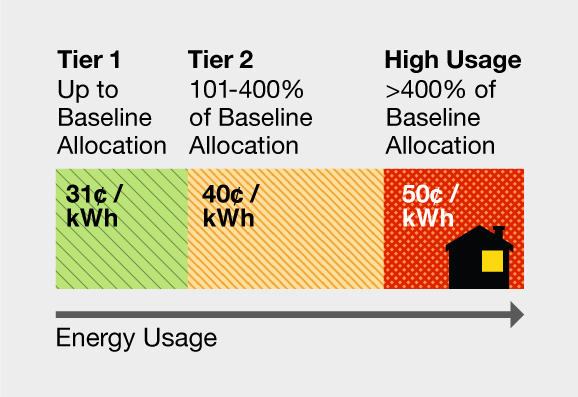 Tier 1
Up to
Baseline
Allocation
Tier 2
101-400%
of Baseline
Allocation
High Usage
>400% of
Baseline
Allocation
31¢ /
kWh
40¢ /
kWh
50¢ /
kWh
Energy Usage